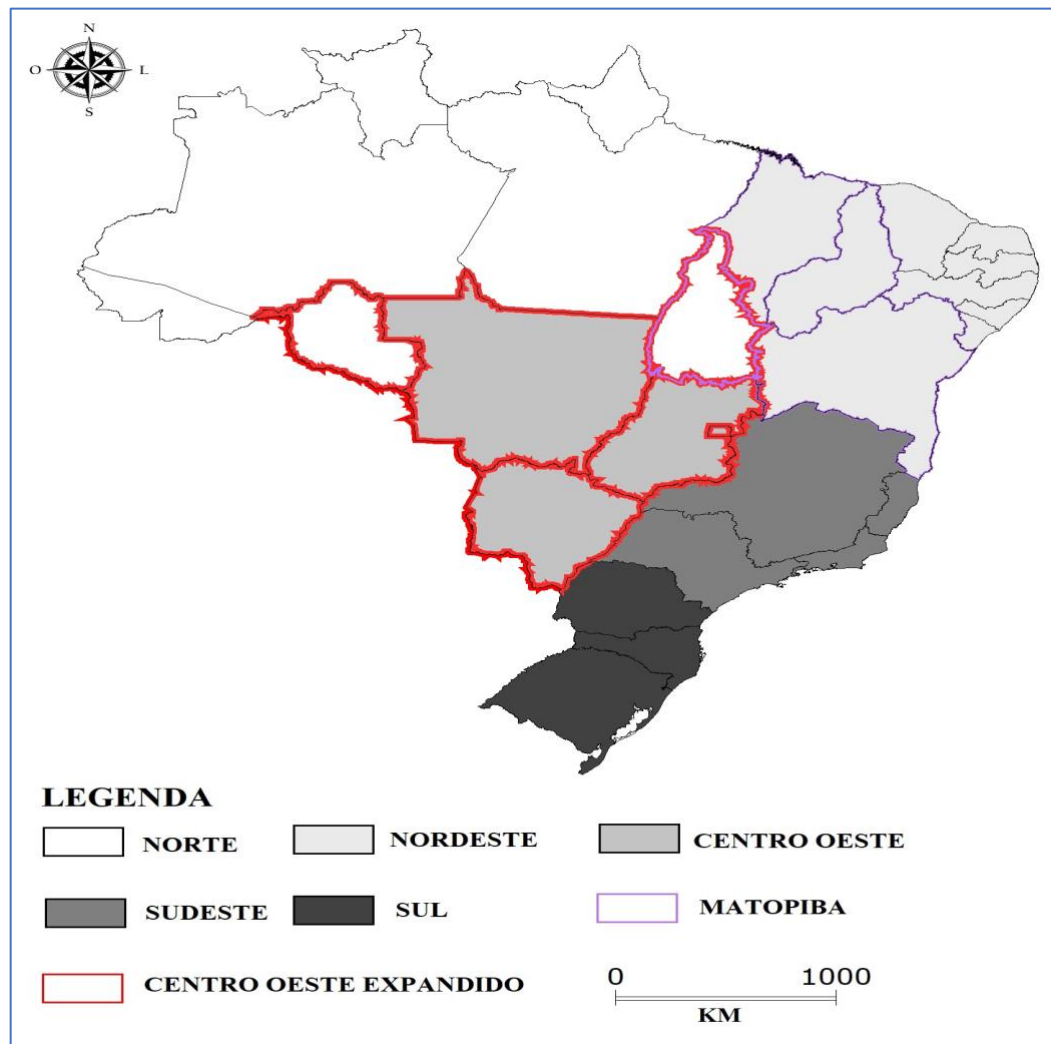 N
O L
S
LEGENDA
NORTE
NORDESTE
CENTRO OESTE
SUDESTE
SUL
MATOPIBA
CENTRO OESTE EXPANDIDO
0 1000
KM